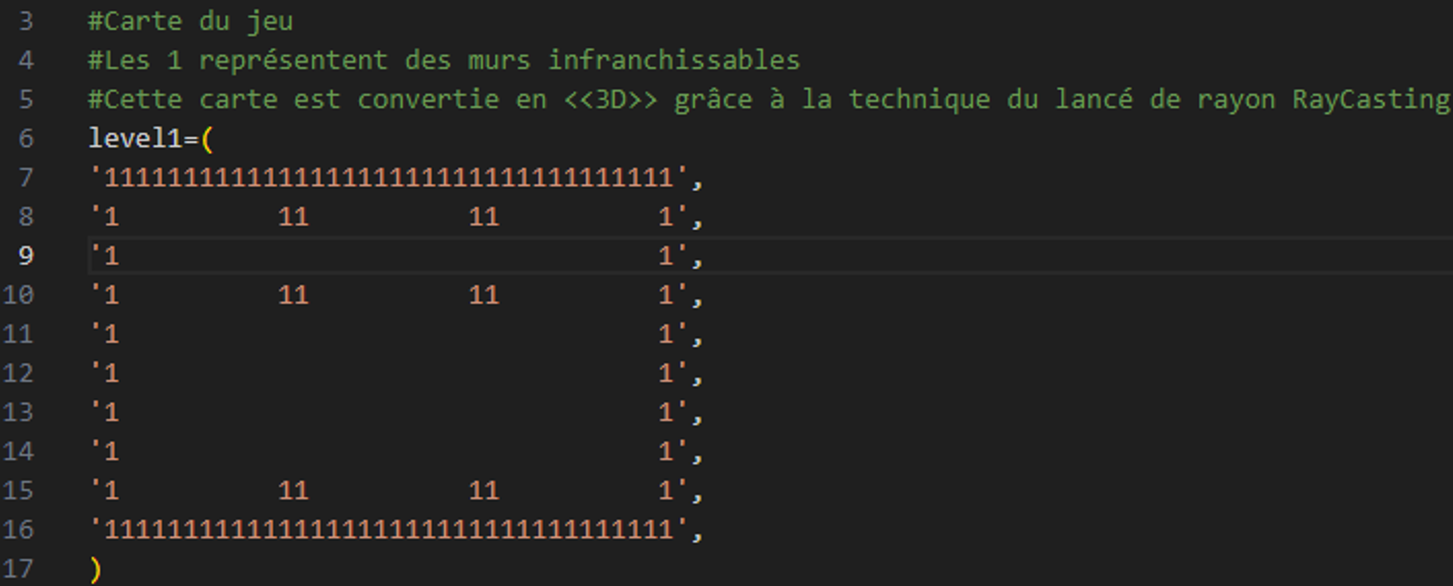 3 #Carte du jeu
4 #Les 1 représentent des murs infranchissables
5 #Cette carte est convertie en <<3D>> grâce à la technique du lancé de rayon RayCasting
6 level1=(
7 '111111111111111111111111111111111111',
8 '1          11          11          1',
9 '1                                  1',
10 '1          11          11          1',
11 '1                                  1',
12 '1                                  1',
13 '1                                  1',
14 '1                                  1',
15 '1          11          11          1',
16 '111111111111111111111111111111111111',
17 )